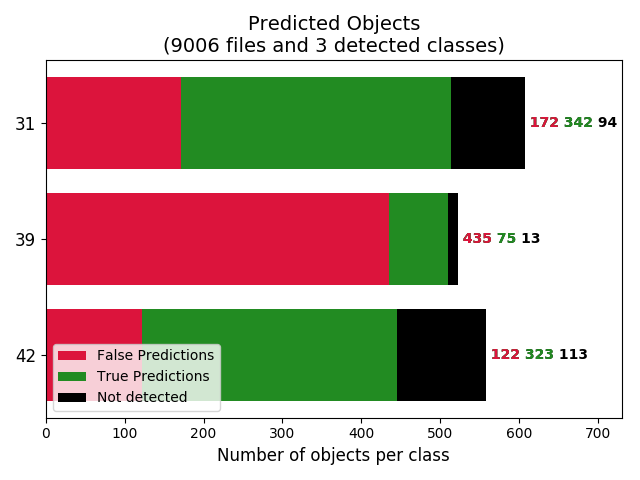 Predicted Objects
(9006 files and 3 detected classes)
31
172 342 94
39
435 75 13
42
122 323 113
False Predictions
True Predictions
Not detected
0 100 200 300 400 500 600 700
Number of objects per class